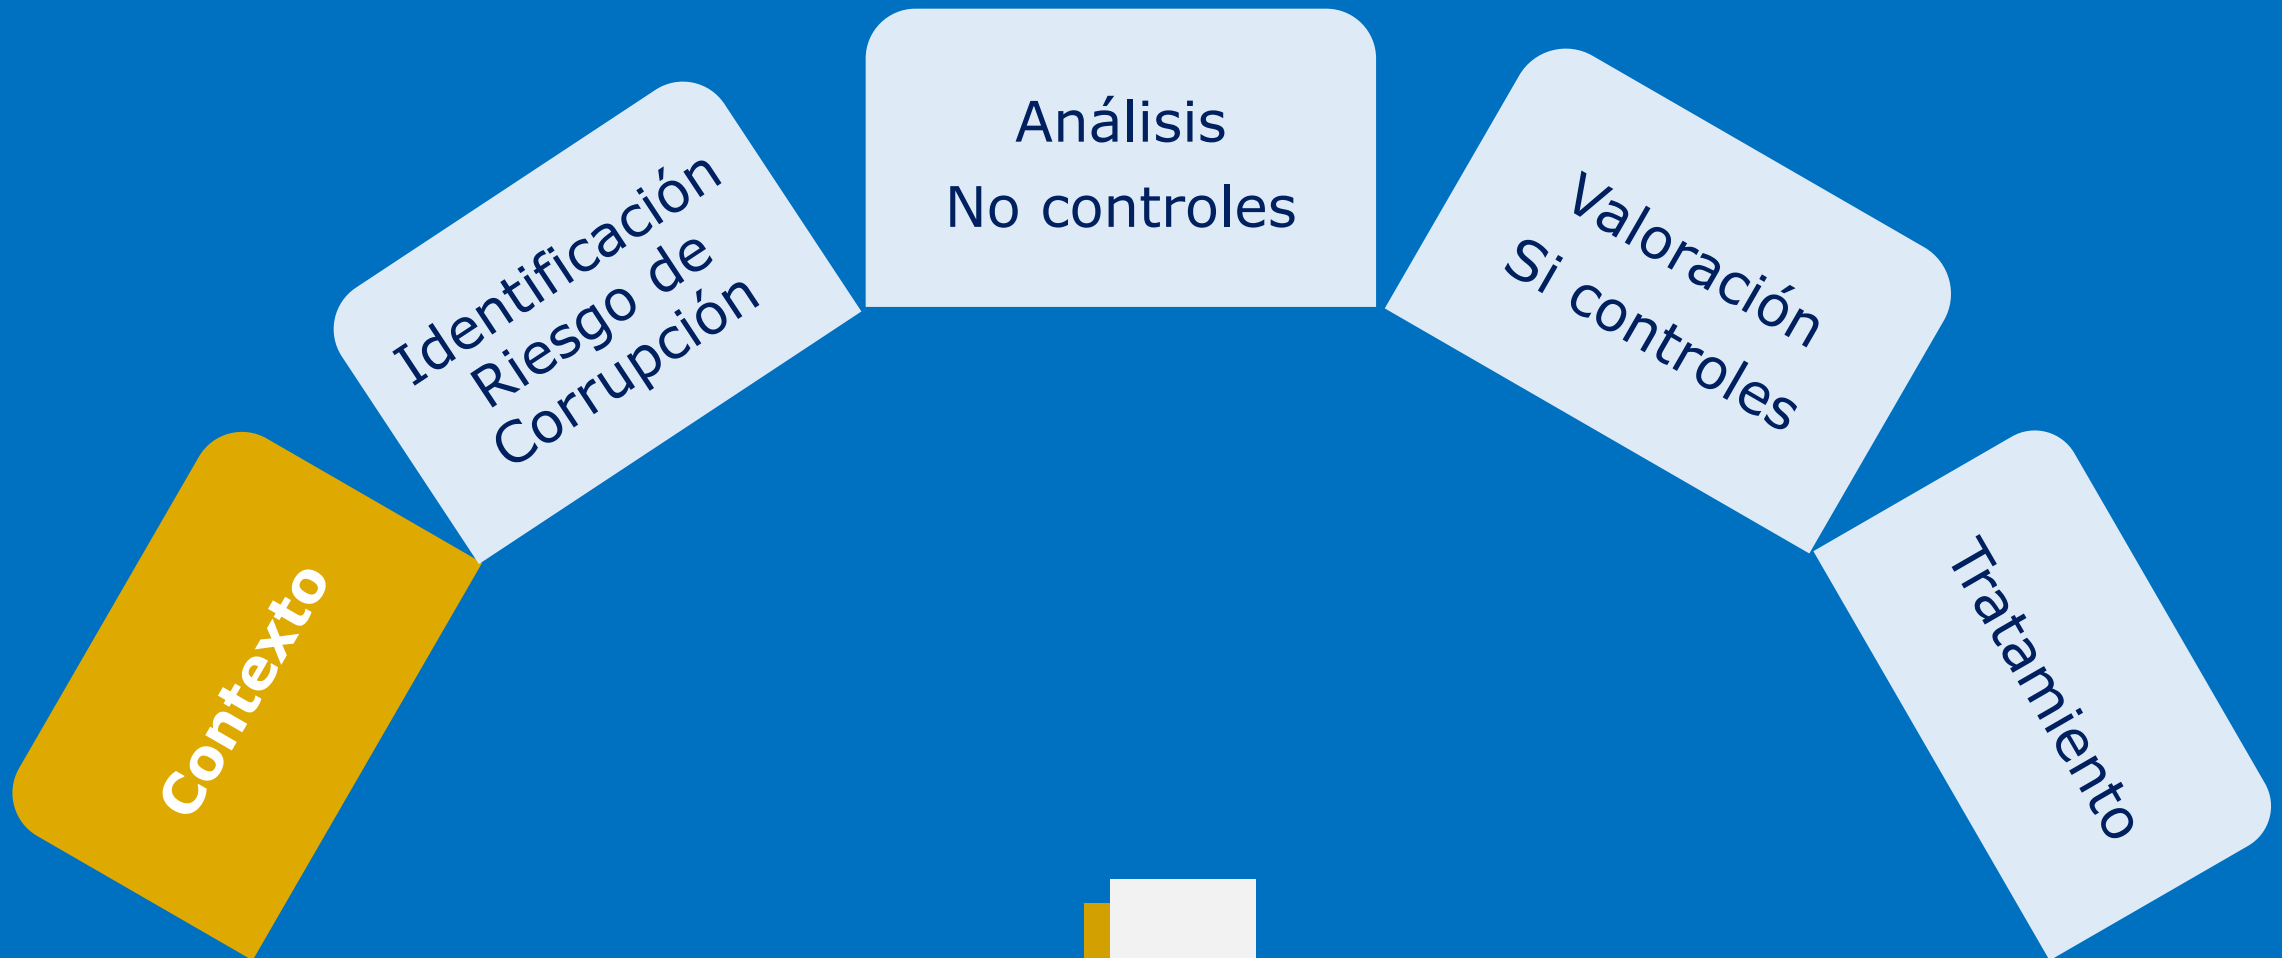 Contexto
Identificación
Riesgo de
Corrupción
Análisis
No controles
Valoración
Si controles
Tratamiento